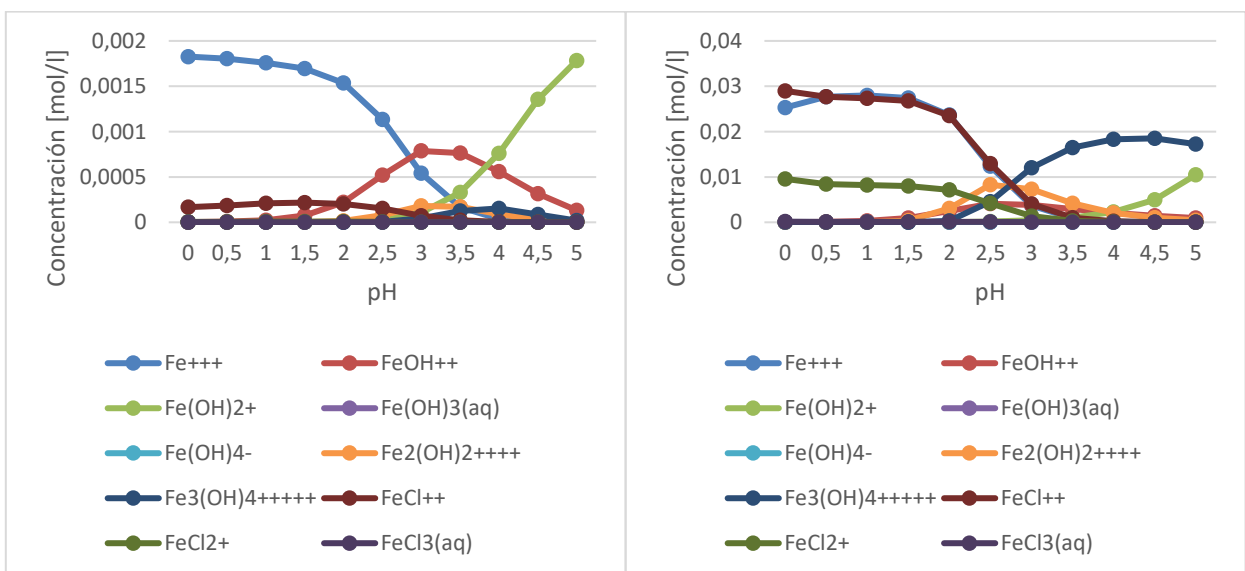 0,002
0,0015
0,001
0,0005
0
Concentración [mol/l]
0 0,5 1 1,5 2 2,5 3 3,5 4 4,5 5
pH
Fe+++ FeOH++
Fe(OH)2+ Fe(OH)3(aq)
Fe(OH)4- Fe2(OH)2++++
Fe3(OH)4+++++ FeCl++
FeCl2+ FeCl3(aq)
0,04
0,03
0,02
0,01
0
Concentración [mol/l]
0 0,5 1 1,5 2 2,5 3 3,5 4 4,5 5
pH
Fe+++ FeOH++
Fe(OH)2+ Fe(OH)3(aq)
Fe(OH)4- Fe2(OH)2++++
Fe3(OH)4+++++ FeCl++
FeCl2+ FeCl3(aq)